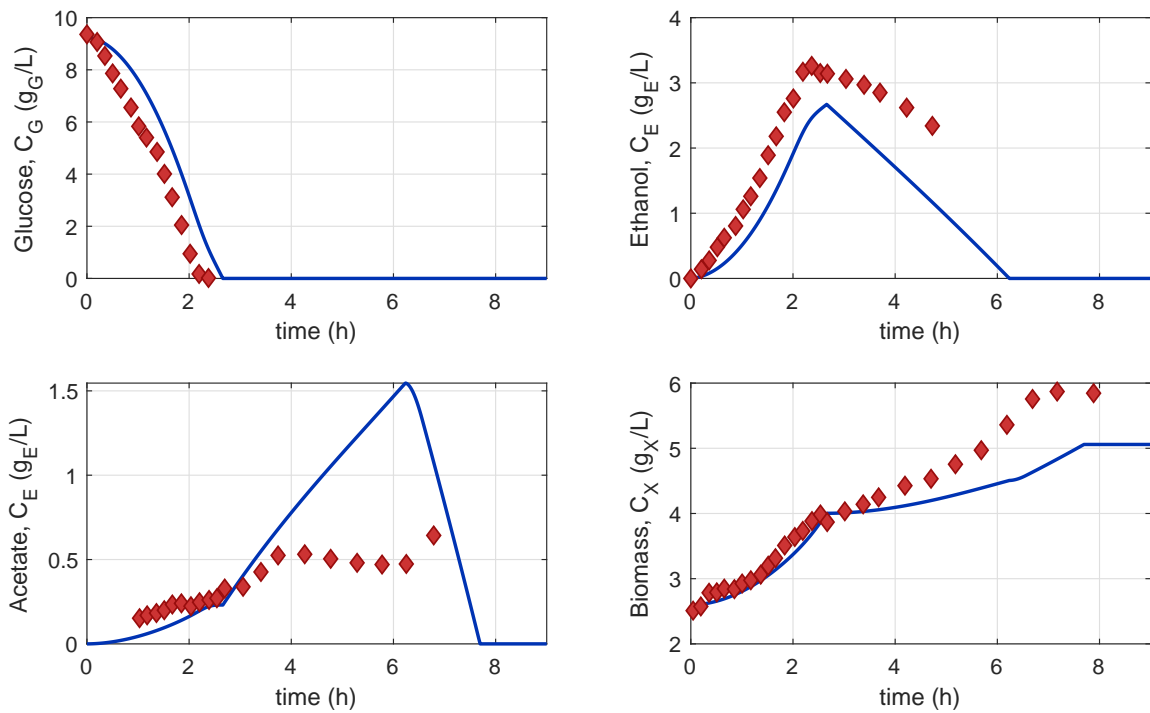 10
8
6
4
2
0
0 2 4 6 8
Glucose, C_G (g_G/L)
time (h)
4
3
2
1
0
0 2 4 6 8
Ethanol, C_E (g_E/L)
time (h)
1.5
1
0.5
0
0 2 4 6 8
Acetate, C_E (g_E/L)
time (h)
6
5
4
3
2
0 2 4 6 8
Biomass, C_X (g_X/L)
time (h)